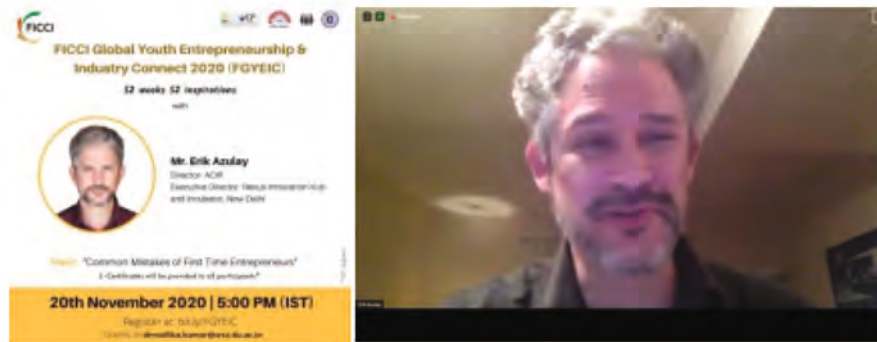 FICCI
FICCI Global Youth Entrepreneurship &
Industry Connect 2020 (FGYEIC)
52 weeks 52 inspirations
with
Mr. Erik Azulay
Director- ACIR
Executive Director- Nexus Innovation Hub
and Incubator, New Delhi
"Common Mistakes of First Time Entrepreneurs"
E-Certificates will be provided to all participants*
20th November 2020 | 5:00 PM (IST)
Register at: bit.ly/FGYEIC